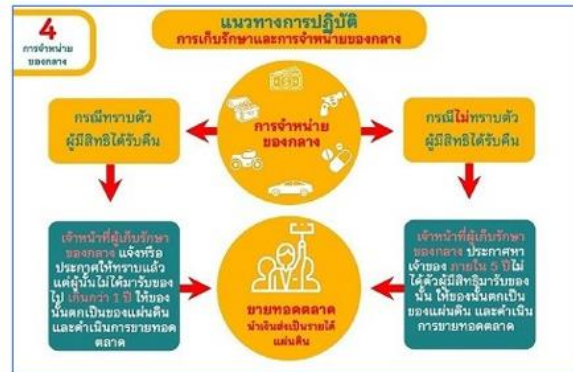 4
การจำหน่าย
ของกลาง
แนวทางการปฏิบัติ
การเก็บรักษาและการจำหน่ายของกลาง
กรณีทราบตัว
ผู้มีสิทธิได้รับคืน
การจำหน่าย
ของกลาง
กรณีไม่ทราบตัว
ผู้มีสิทธิได้รับคืน
เจ้าหน้าที่ผู้เก็บรักษา
ของกลาง แจ้งหรือ
ประกาศให้ทราบแล้ว
แต่ผู้นั้นไม่ได้มารับของ
ไป เกินกว่า 1 ปี ให้ของ
นั้นตกเป็นของแผ่นดิน
และดำเนินการขายทอด
ตลาด
ขายทอดตลาด
นำเงินส่งเป็นรายได้
แผ่นดิน
เจ้าหน้าที่ผู้เก็บรักษา
ของกลาง ประกาศหา
เจ้าของ ภายใน 5 ปีไม่
ได้ตัวผู้มีสิทธิมารับของ
นั้น ให้ของนั้นตกเป็น
ของแผ่นดิน และดำเนิน
การขายทอดตลาด